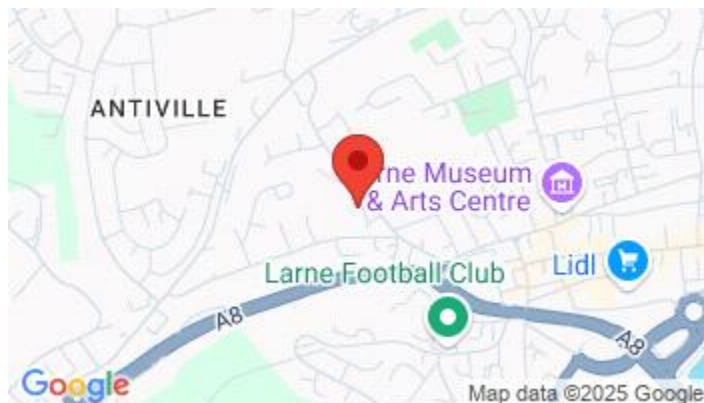 ANTIVILLE
rne Museum
& Arts Centre
Lidl
Larne Football Club
A8
A8
Google
Map data ©2025 Google